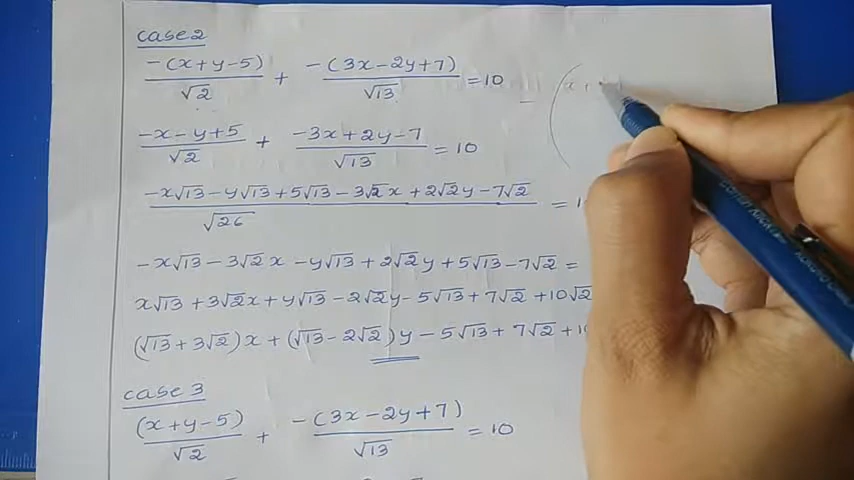 case 2
-(x+y-5)/√2 + -(3x-2y+7)/√13 = 10
-x-y+5/√2 + -3x+2y-7/√13 = 10
-x√13-y√13+5√13-3√2x+2√2y-7√2/√26 =
-x√13-3√2x-y√13+2√2y+5√13-7√2 =
x√13+3√2x+y√13-2√2y-5√13+7√2+10√2
(√13+3√2)x+(√13-2√2)y-5√13+7√2+
case 3
(x+y-5)/√2 + -(3x-2y+7)/√13 = 10